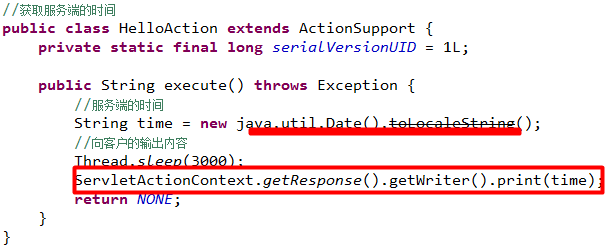 //获取服务端的时间
public class HelloAction extends ActionSupport {
private static final long serialVersionUID = 1L;
public String execute() throws Exception {
//服务端的时间
String time = new java.util.Date().toLocaleString();
//向客户的输出内容
Thread.sleep(3000);
ServletActionContext.getResponse().getWriter().print(time);
return NONE;
}
}